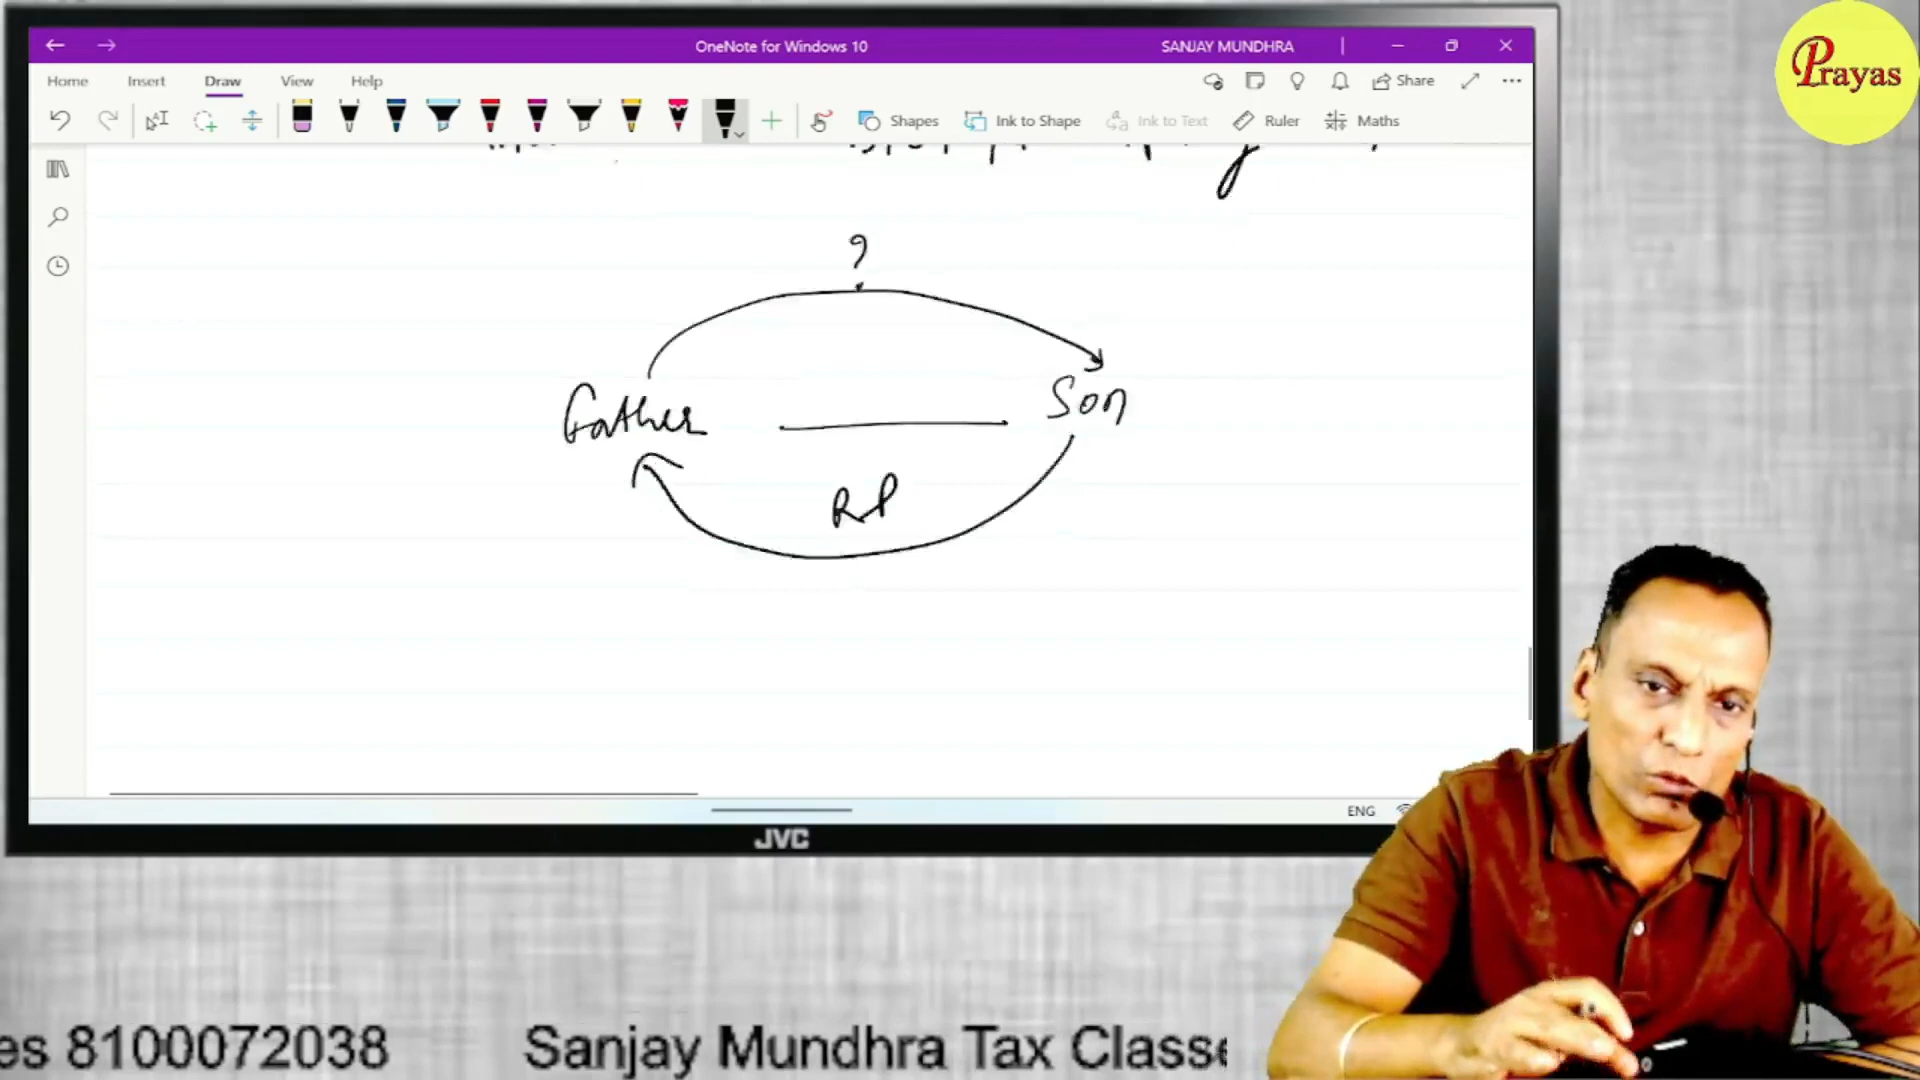 OneNote for Windows 10
SANJAY MUNDHRA
Home Insert Draw View Help
Share
Shapes Ink to Shape Ink to Text Ruler Maths
Prayas
?
Father
Son
RP
ENG
JVC
es 8100072038 Sanjay Mundhra Tax Classe